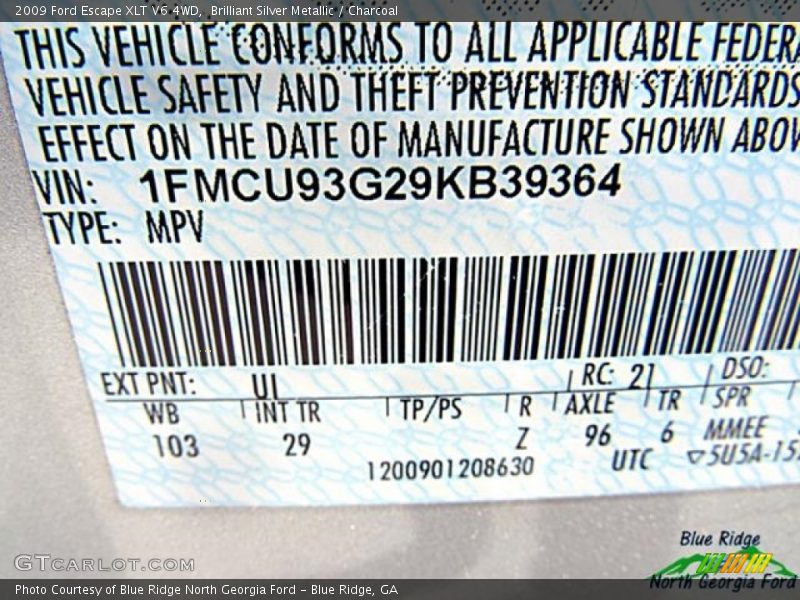 2009 Ford Escape XLT V6 4WD, Brilliant Silver Metallic / Charcoal
THIS VEHICLE CONFORMS TO ALL APPLICABLE FEDERA
VEHICLE SAFETY AND THEFT PREVENTION STANDARDS
EFFECT ON THE DATE OF MANUFACTURE SHOWN ABOV
VIN: 1FMCU93G29KB39364
TYPE: MPV
EXT PNT: UI RC: 21 DSO:
WB INT TR TP/PS R AXLE TR SPR
103 29 Z 96 6 MMEE
1200901208630 UTC ▽5U5A-152
GTCARLOT.COM
Blue Ridge
North Georgia Ford
Photo Courtesy of Blue Ridge North Georgia Ford – Blue Ridge, GA